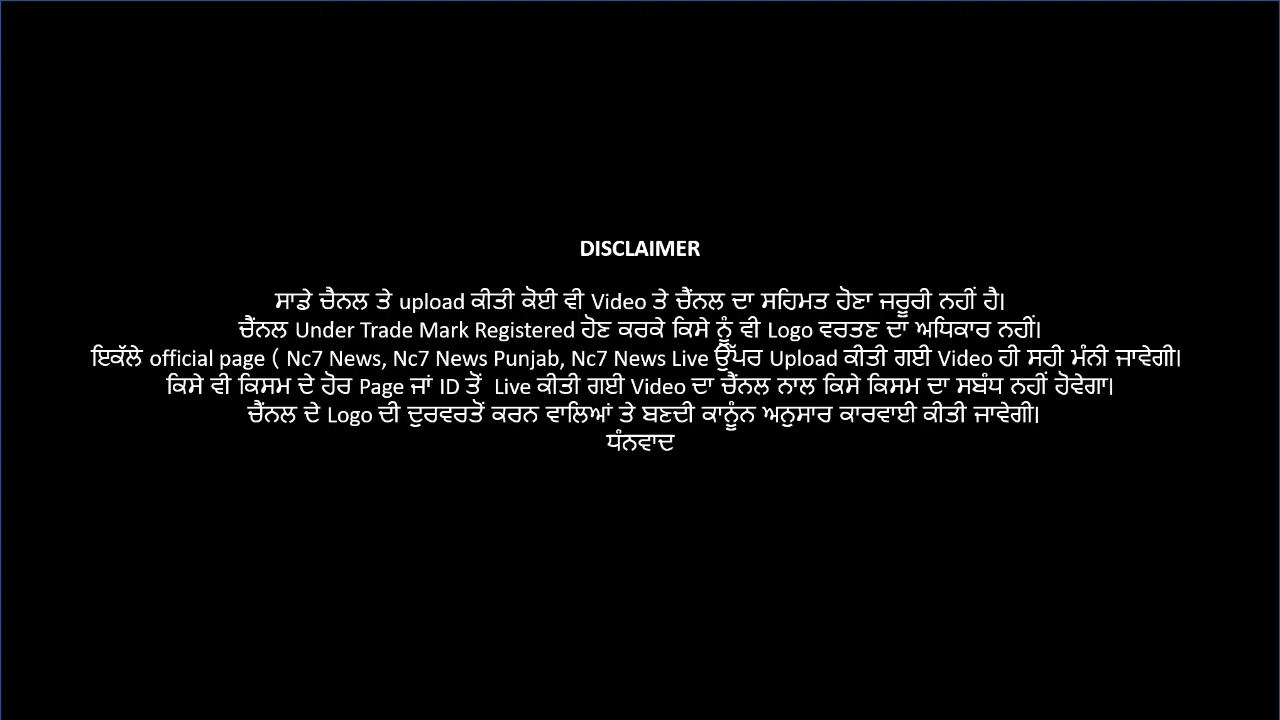 DISCLAIMER
ਸਾਡੇ ਚੈਨਲ ਤੇ upload ਕੀਤੀ ਕੋਈ ਵੀ Video ਤੇ ਚੈਂਨਲ ਦਾ ਸਹਿਮਤ ਹੋਣਾ ਜਰੂਰੀ ਨਹੀਂ ਹੈ।
ਚੈਂਨਲ Under Trade Mark Registered ਹੋਣ ਕਰਕੇ ਕਿਸੇ ਨੂੰ ਵੀ Logo ਵਰਤਣ ਦਾ ਅਧਿਕਾਰ ਨਹੀਂ।
ਇਕੱਲੇ official page ( Nc7 News, Nc7 News Punjab, Nc7 News Live ਉੱਪਰ Upload ਕੀਤੀ ਗਈ Video ਹੀ ਸਹੀ ਮੰਨੀ ਜਾਵੇਗੀ।
ਕਿਸੇ ਵੀ ਕਿਸਮ ਦੇ ਹੋਰ Page ਜਾਂ ID ਤੋਂ Live ਕੀਤੀ ਗਈ Video ਦਾ ਚੈਂਨਲ ਨਾਲ ਕਿਸੇ ਕਿਸਮ ਦਾ ਸਬੰਧ ਨਹੀਂ ਹੋਵੇਗਾ।
ਚੈਂਨਲ ਦੇ Logo ਦੀ ਦੁਰਵਰਤੋਂ ਕਰਨ ਵਾਲਿਆਂ ਤੇ ਬਣਦੀ ਕਾਨੂੰਨ ਅਨੁਸਾਰ ਕਾਰਵਾਈ ਕੀਤੀ ਜਾਵੇਗੀ।
ਧੰਨਵਾਦ